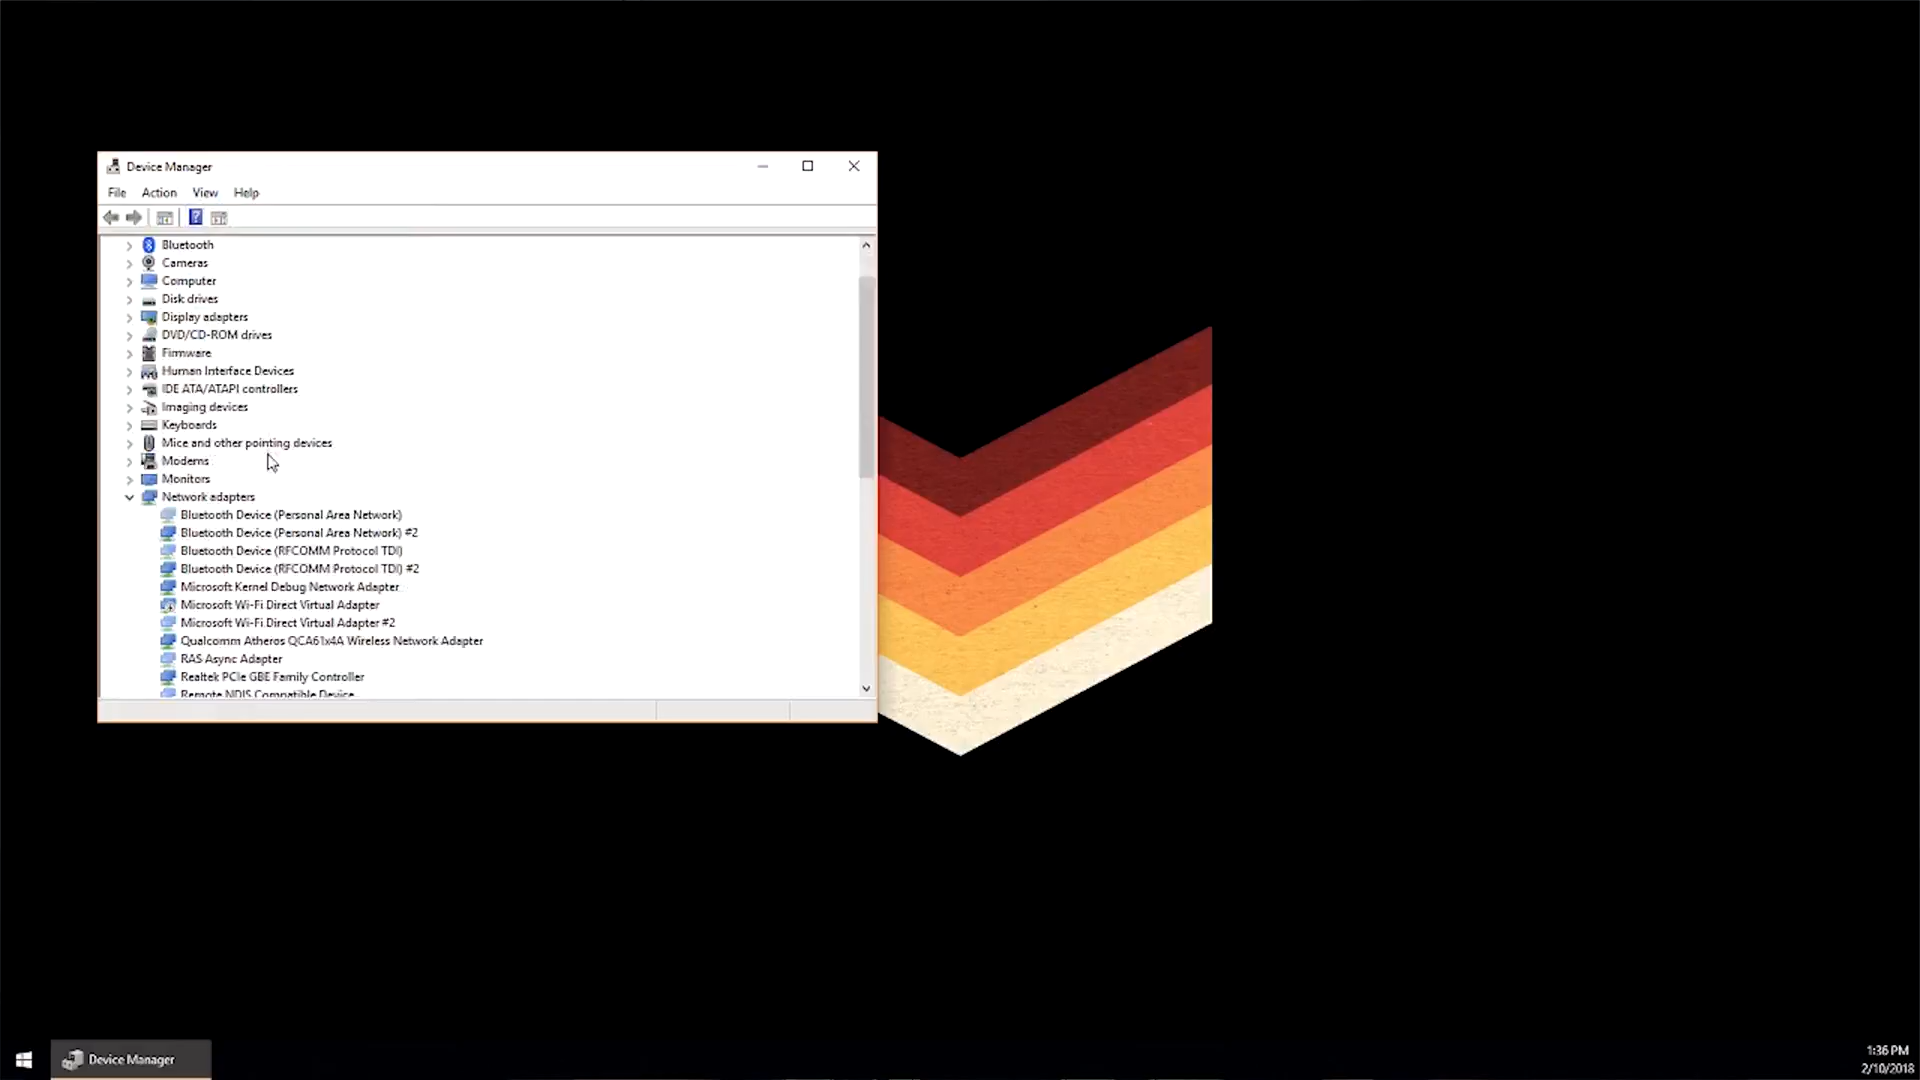 Device Manager
File Action View Help
Bluetooth
Cameras
Computer
Disk drives
Display adapters
DVD/CD-ROM drives
Firmware
Human Interface Devices
IDE ATA/ATAPI controllers
Imaging devices
Keyboards
Mice and other pointing devices
Modems
Monitors
Network adapters
Bluetooth Device (Personal Area Network)
Bluetooth Device (Personal Area Network) #2
Bluetooth Device (RFCOMM Protocol TDI)
Bluetooth Device (RFCOMM Protocol TDI) #2
Microsoft Kernel Debug Network Adapter
Microsoft Wi-Fi Direct Virtual Adapter
Microsoft Wi-Fi Direct Virtual Adapter #2
Qualcomm Atheros QCA61x4A Wireless Network Adapter
RAS Async Adapter
Realtek PCIe GBE Family Controller
Remote NDIS Compatible Device
Device Manager
1:36 PM
2/10/2018